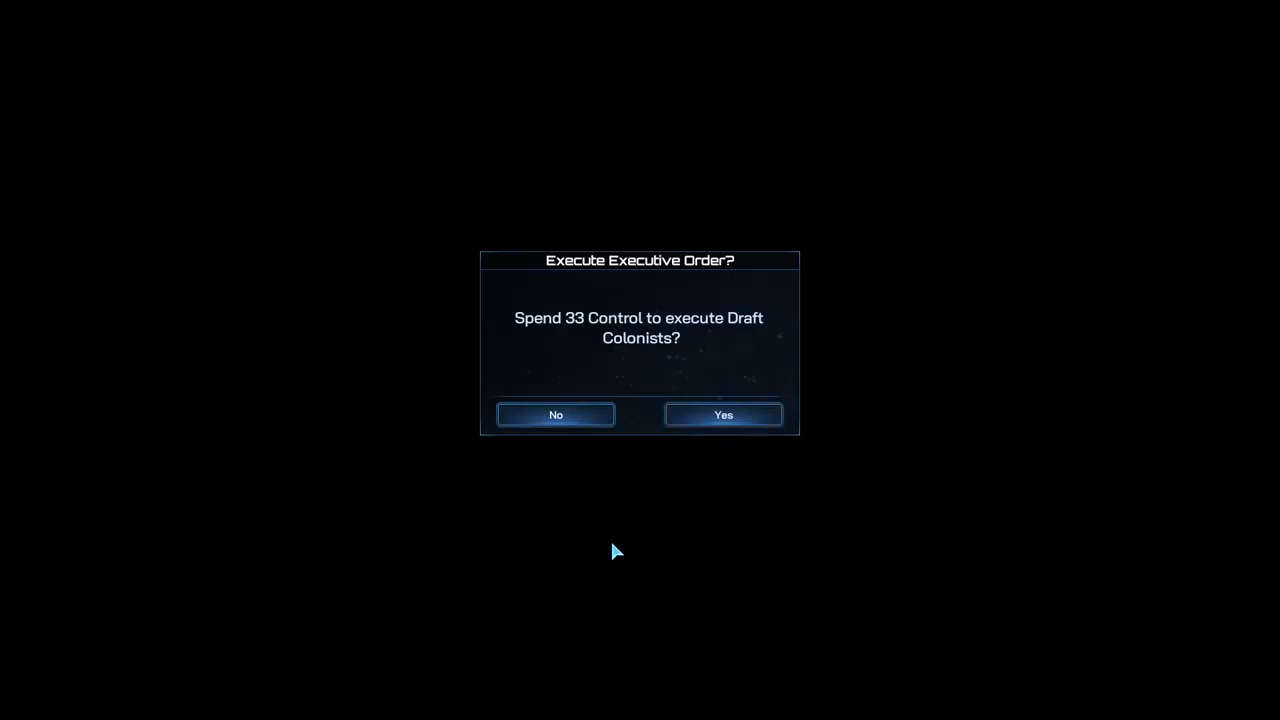 Execute Executive Order?
Spend 33 Control to execute Draft
Colonists?
No
Yes